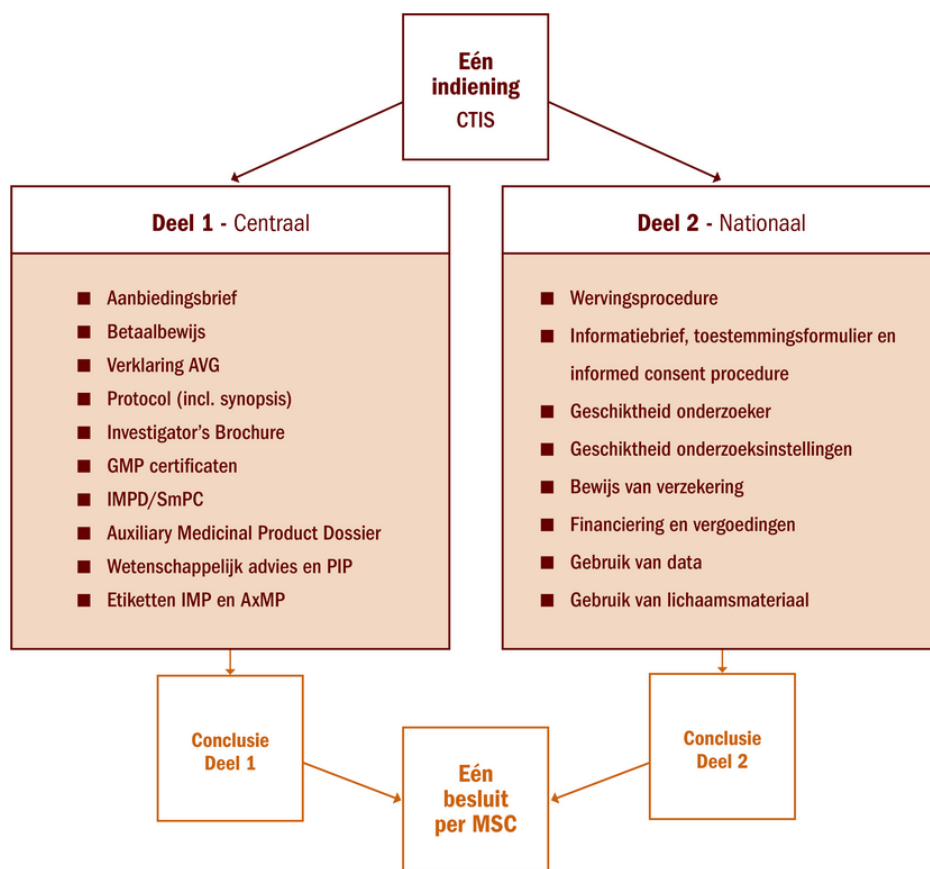 Eén
indiening
CTIS
Deel 1 - Centraal
Aanbiedingsbrief
Betaalbewijs
Verklaring AVG
Protocol (incl. synopsis)
Investigator’s Brochure
GMP certificaten
IMPD/SmPC
Auxiliary Medicinal Product Dossier
Wetenschappelijk advies en PIP
Etiketten IMP en AxMP
Deel 2 - Nationaal
Wervingsprocedure
Informatiebrief, toestemmingsformulier en
informed consent procedure
Geschiktheid onderzoeker
Geschiktheid onderzoeksinstellingen
Bewijs van verzekering
Financiering en vergoedingen
Gebruik van data
Gebruik van lichaamsmateriaal
Conclusie
Deel 1
Conclusie
Deel 2
Eén
besluit
per MSC